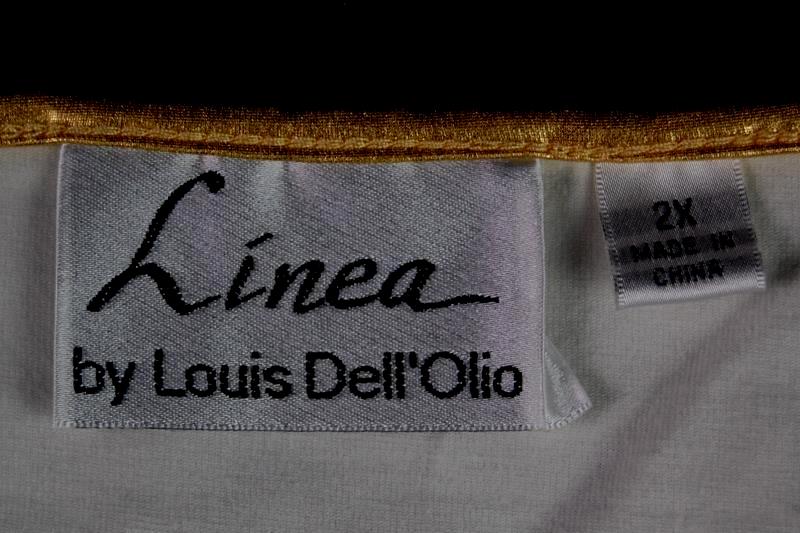 Linea
by Louis Dell'Olio
2X
MADE IN
CHINA